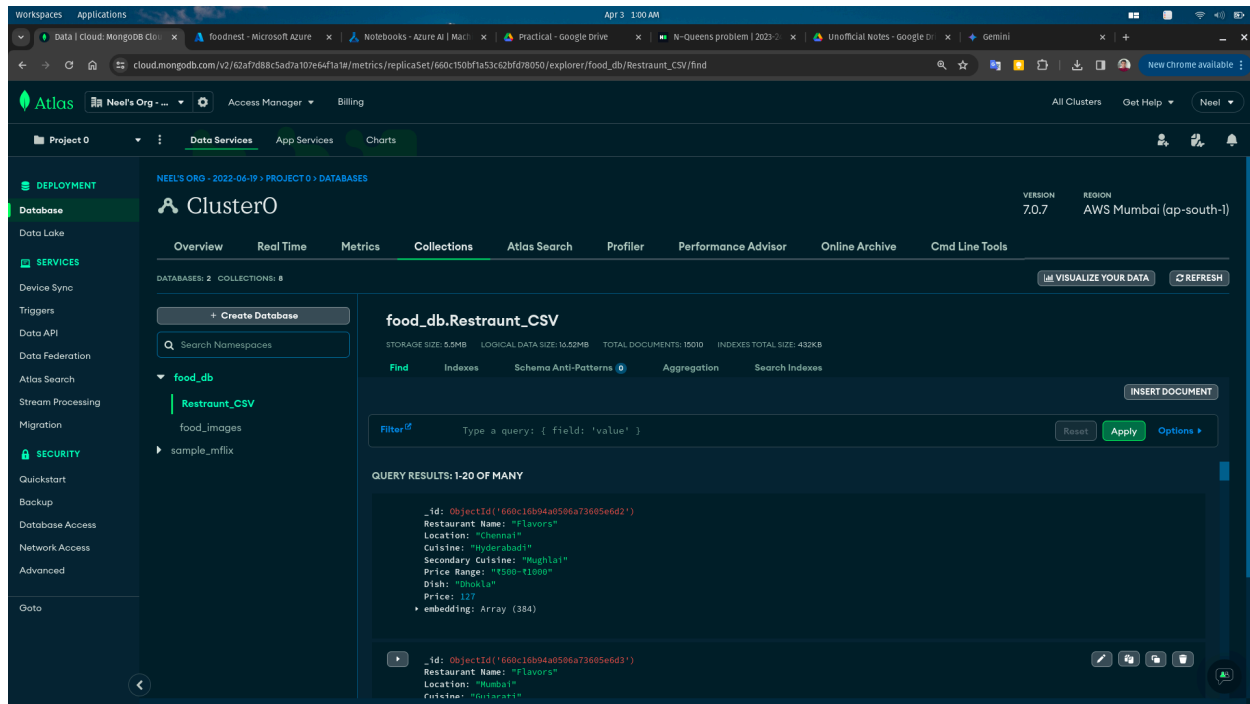 Workspaces Applications Apr 3 1:00 AM
Data | Cloud: MongoDB Clou foodnest - Microsoft Azure Notebooks - Azure AI | Mach Practical - Google Drive N-Queens problem | 2023-2 Unofficial Notes - Google Dri Gemini
cloud.mongodb.com/v2/62af7d88c5ad7a107e64f1a1#/metrics/replicaSet/660c150bf1a53c62bfd78050/explorer/food_db/Restraunt_CSV/find New Chrome available
Atlas Neel's Org - ... Access Manager Billing All Clusters Get Help Neel
Project 0 Data Services App Services Charts
DEPLOYMENT
Database
Data Lake
SERVICES
Device Sync
Triggers
Data API
Data Federation
Atlas Search
Stream Processing
Migration
SECURITY
Quickstart
Backup
Database Access
Network Access
Advanced
Goto
NEEL'S ORG - 2022-06-19 > PROJECT 0 > DATABASES
Cluster0
VERSION REGION
7.0.7 AWS Mumbai (ap-south-1)
Overview Real Time Metrics Collections Atlas Search Profiler Performance Advisor Online Archive Cmd Line Tools
DATABASES: 2 COLLECTIONS: 8 VISUALIZE YOUR DATA REFRESH
+ Create Database
Search Namespaces
food_db
Restraunt_CSV
food_images
sample_mflix
food_db.Restraunt_CSV
STORAGE SIZE: 5.5MB LOGICAL DATA SIZE: 16.52MB TOTAL DOCUMENTS: 15010 INDEXES TOTAL SIZE: 432KB
Find Indexes Schema Anti-Patterns 0 Aggregation Search Indexes
INSERT DOCUMENT
Filter Type a query: { field: 'value' } Reset Apply Options
QUERY RESULTS: 1-20 OF MANY
_id: ObjectId('660c16b94a0506a73605e6d2')
Restaurant Name: "Flavors"
Location: "Chennai"
Cuisine: "Hyderabadi"
Secondary Cuisine: "Mughlai"
Price Range: "₹500-₹1000"
Dish: "Dhokla"
Price: 127
embedding: Array (384)
_id: ObjectId('660c16b94a0506a73605e6d3')
Restaurant Name: "Flavors"
Location: "Mumbai"
Cuisine: "Gujarati"